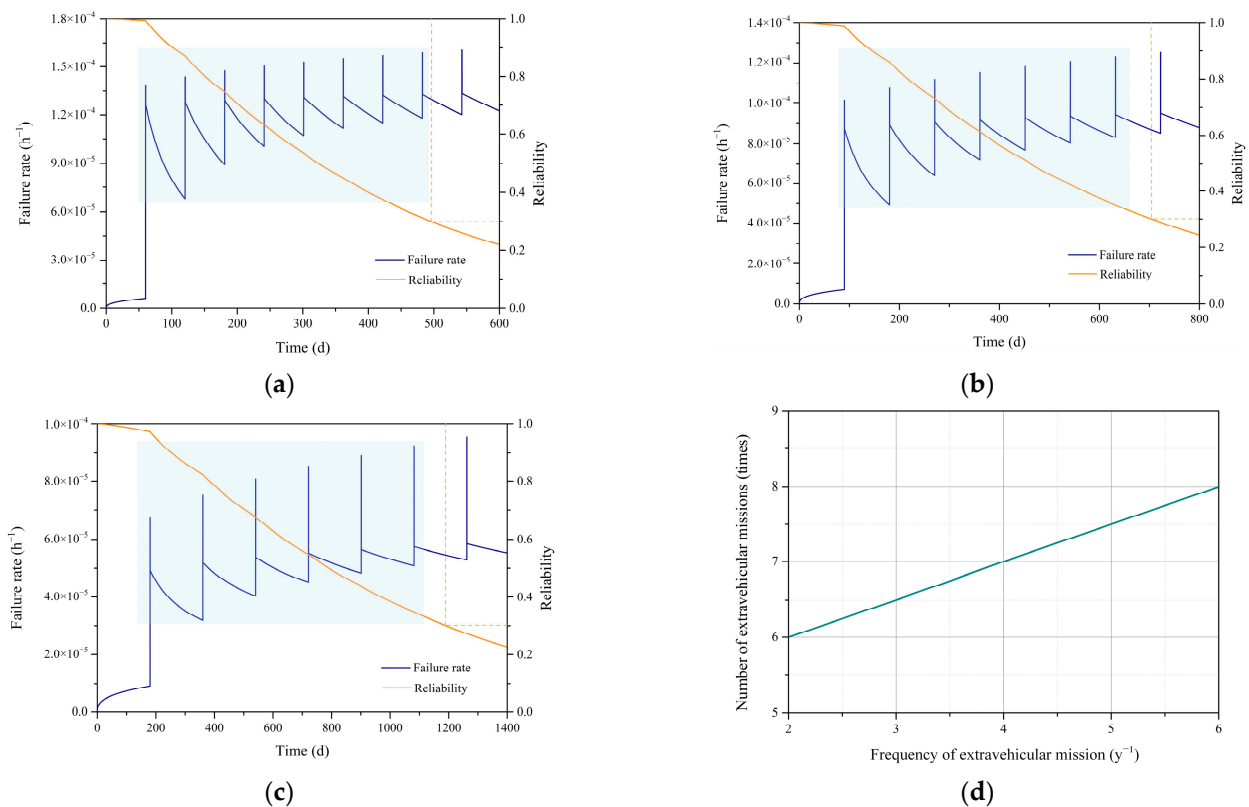 1.8×10⁻⁴
1.5×10⁻⁴
1.2×10⁻⁴
9.0×10⁻⁵
6.0×10⁻⁵
3.0×10⁻⁵
0.0
Failure rate (h⁻¹)
1.0
0.8
0.6
0.4
0.2
0.0
Reliability
Failure rate
Reliability
0 100 200 300 400 500 600
Time (d)
(a)
1.4×10⁻⁴
1.2×10⁻⁴
1.0×10⁻⁴
8.0×10⁻⁵
6.0×10⁻⁵
4.0×10⁻⁵
2.0×10⁻⁵
0.0
Failure rate (h⁻¹)
1.0
0.8
0.6
0.4
0.2
0.0
Reliability
Failure rate
Reliability
0 200 400 600 800
Time (d)
(b)
1.0×10⁻⁴
8.0×10⁻⁵
6.0×10⁻⁵
4.0×10⁻⁵
2.0×10⁻⁵
0.0
Failure rate (h⁻¹)
1.0
0.8
0.6
0.4
0.2
0.0
Reliability
Failure rate
Reliability
0 200 400 600 800 1000 1200 1400
Time (d)
(c)
9
8
7
6
5
Number of extravehicular missions (times)
2 3 4 5 6
Frequency of extravehicular mission (y⁻¹)
(d)